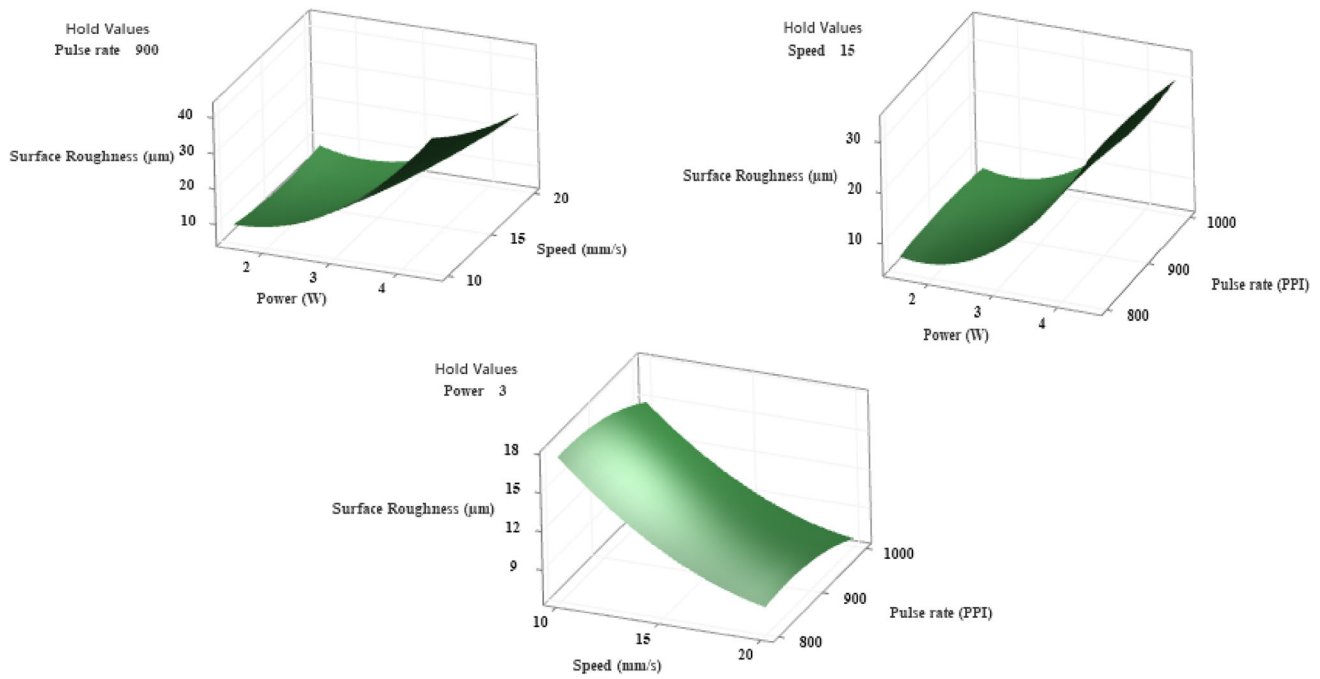 Hold Values
Pulse rate 900
40
30
20
10
Surface Roughness (μm)
2
3
4
Power (W)
10
15
20
Speed (mm/s)
Hold Values
Speed 15
30
20
10
Surface Roughness (μm)
2
3
4
Power (W)
800
900
1000
Pulse rate (PPI)
Hold Values
Power 3
18
15
12
9
Surface Roughness (μm)
10
15
20
Speed (mm/s)
800
900
1000
Pulse rate (PPI)